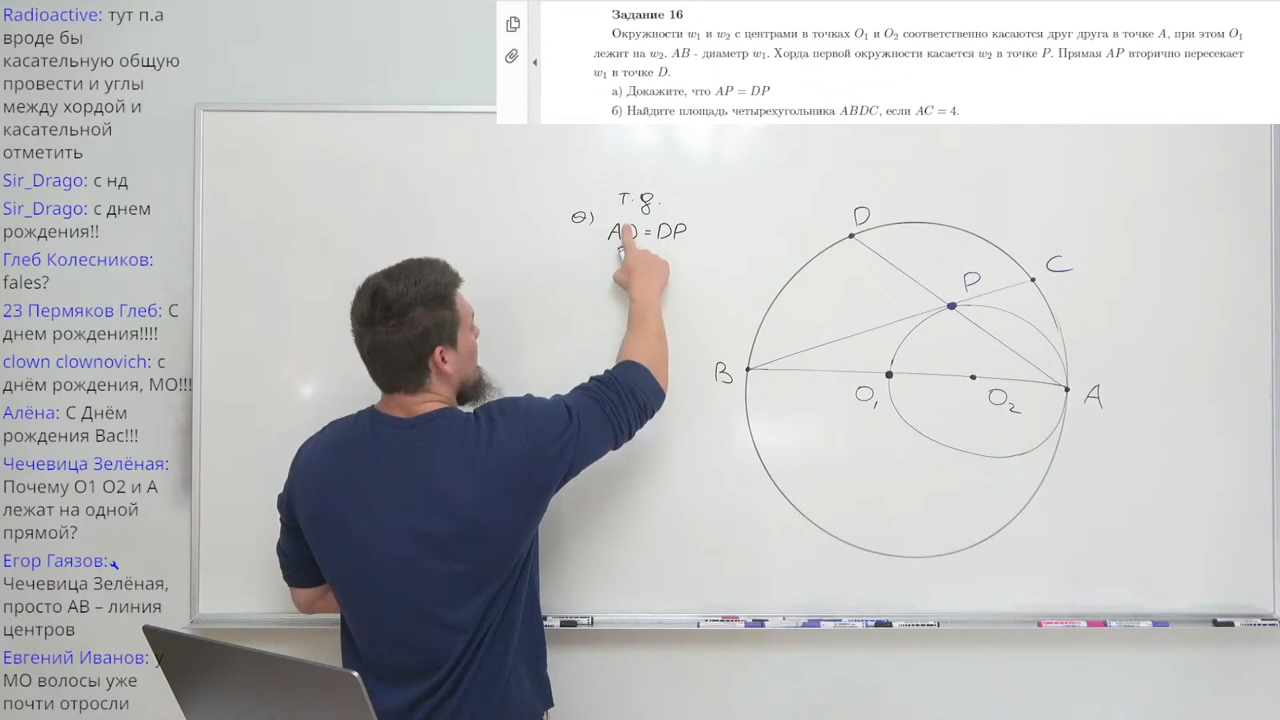 Radioactive: тут п.а
вроде бы
касательную общую
провести и углы
между хордой и
касательной
отметить
Sir_Drago: с нд
Sir_Drago: с днем
рождения!!
Глеб Колесников:
fales?
23 Пермяков Глеб: С
днем рождения!!!!
clown clownovich: с
днём рождения, МО!!!
Алёна: С Днём
рождения Вас!!!
Чечевица Зелёная:
Почему О1 О2 и А
лежат на одной
прямой?
Егор Гаязов:
Чечевица Зелёная,
просто АВ – линия
центров
Евгений Иванов: у
МО волосы уже
почти отросли
Задание 16
Окружности w₁ и w₂ с центрами в точках O₁ и O₂ соответственно касаются друг друга в точке A, при этом O₁
лежит на w₂. AB - диаметр w₁. Хорда первой окружности касается w₂ в точке P. Прямая AP вторично пересекает
w₁ в точке D.
а) Докажите, что AP = DP
б) Найдите площадь четырехугольника ABDC, если AC = 4.
т.д.
а)
= DP
D
C
P
B
O₁
O₂
A